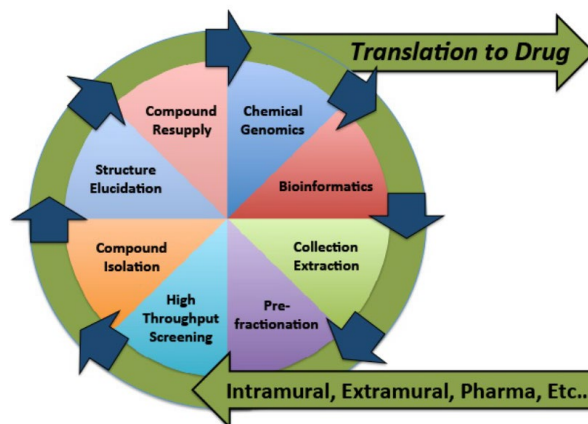 Translation to Drug
Compound
Resupply
Chemical
Genomics
Structure
Elucidation
Bioinformatics
Compound
Isolation
Collection
Extraction
High
Throughput
Screening
Pre-
fractionation
Intramural, Extramural, Pharma, Etc..